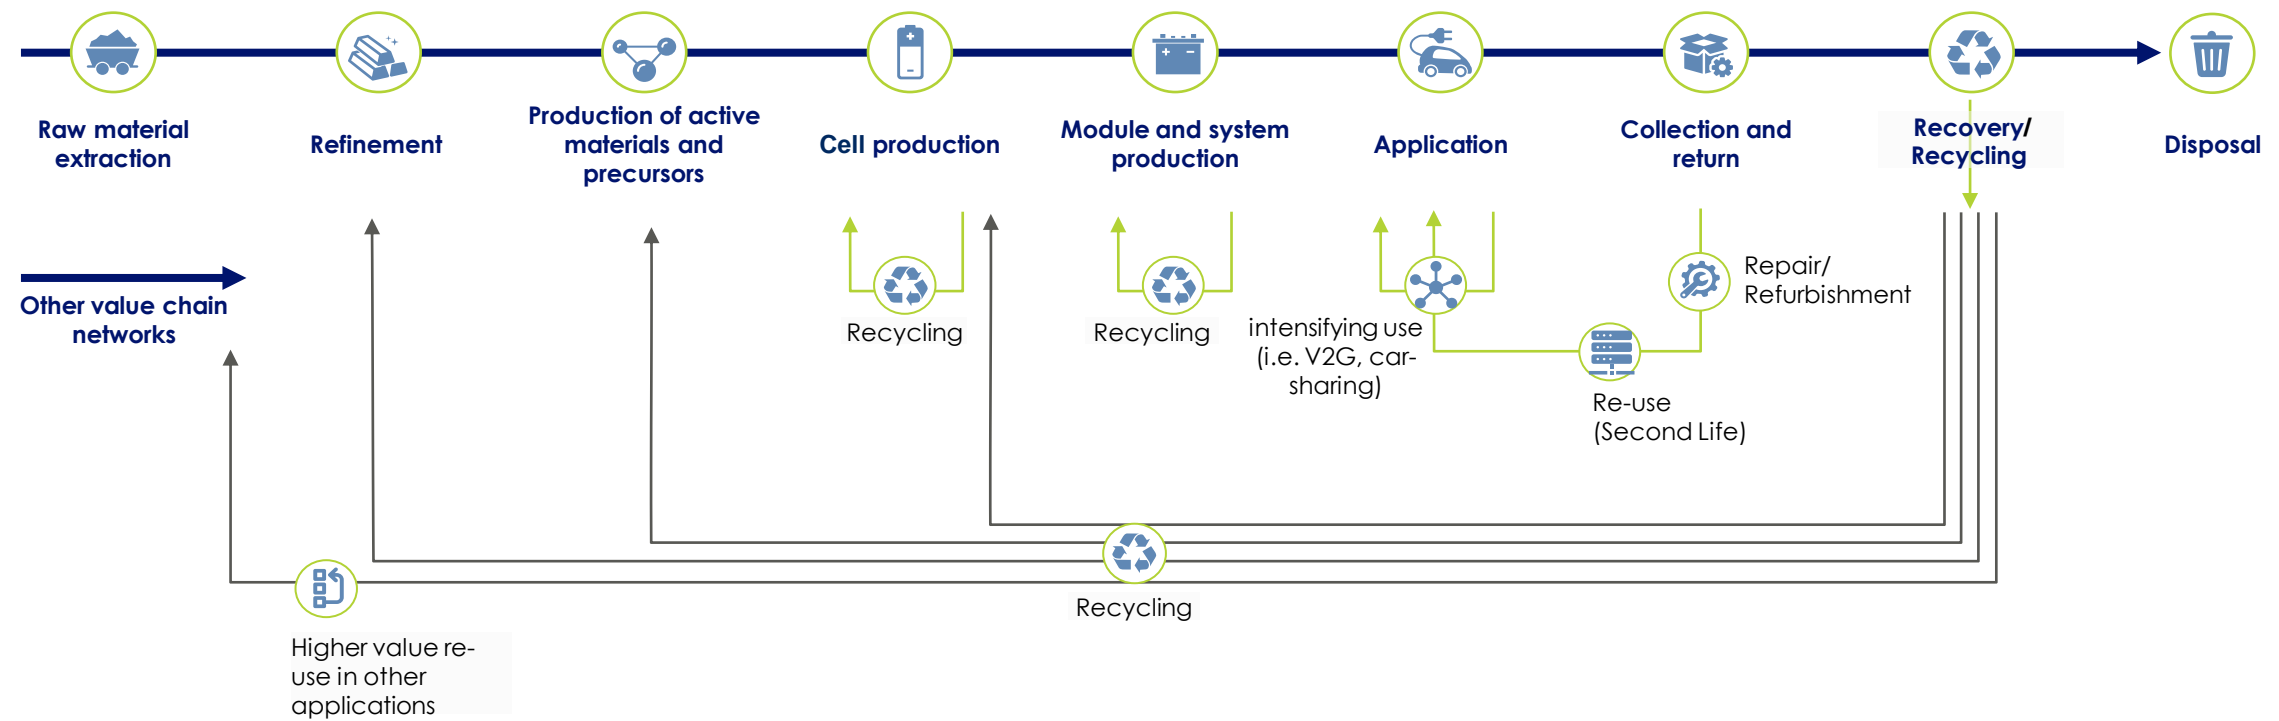 Raw material
extraction
Refinement
Production of active
materials and
precursors
Cell production
Module and system
production
Application
Collection and
return
Recovery/
Recycling
Disposal
Other value chain
networks
Recycling
Recycling
intensifying use
(i.e. V2G, car-
sharing)
Repair/
Refurbishment
Re-use
(Second Life)
Recycling
Higher value re-
use in other
applications